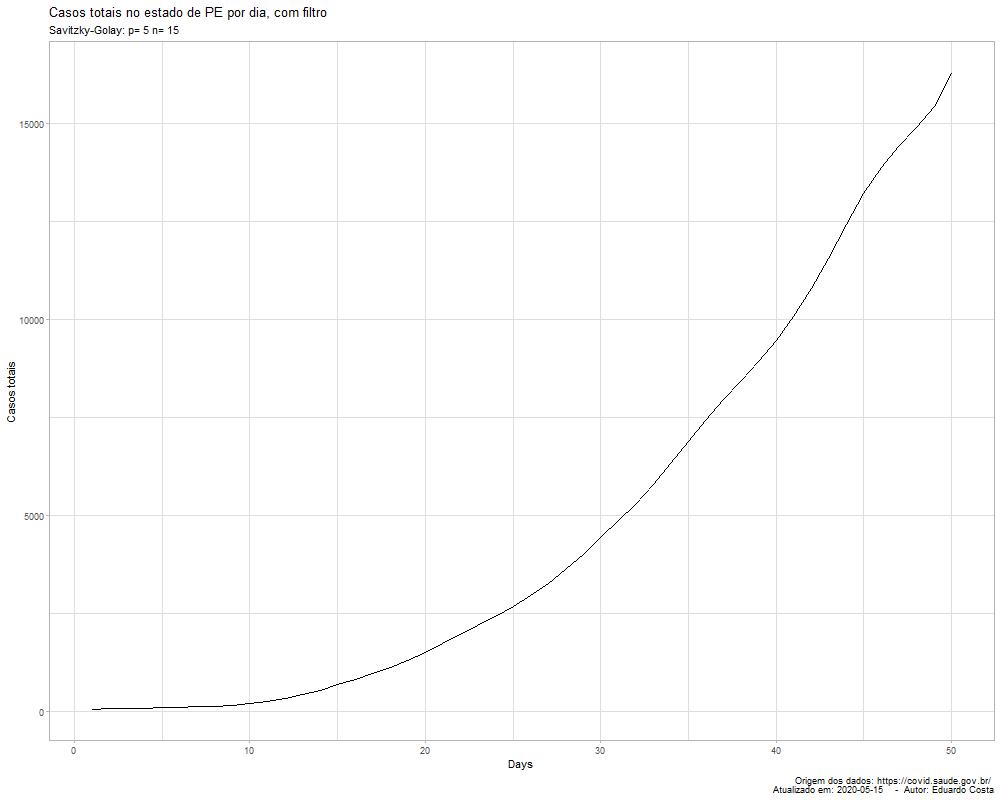 Casos totais no estado de PE por dia, com filtro
Savitzky-Golay: p= 5 n= 15
Casos totais
15000
10000
5000
0
0 10 20 30 40 50
Days
Origem dos dados: https://covid.saude.gov.br/
Atualizado em: 2020-05-15 - Autor: Eduardo Costa